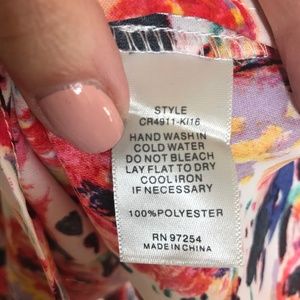 STYLE
CR4911-KI16
HAND WASH IN
COLD WATER
DO NOT BLEACH
LAY FLAT TO DRY
COOL IRON
IF NECESSARY
100%POLYESTER
RN 97254
MADE IN CHINA